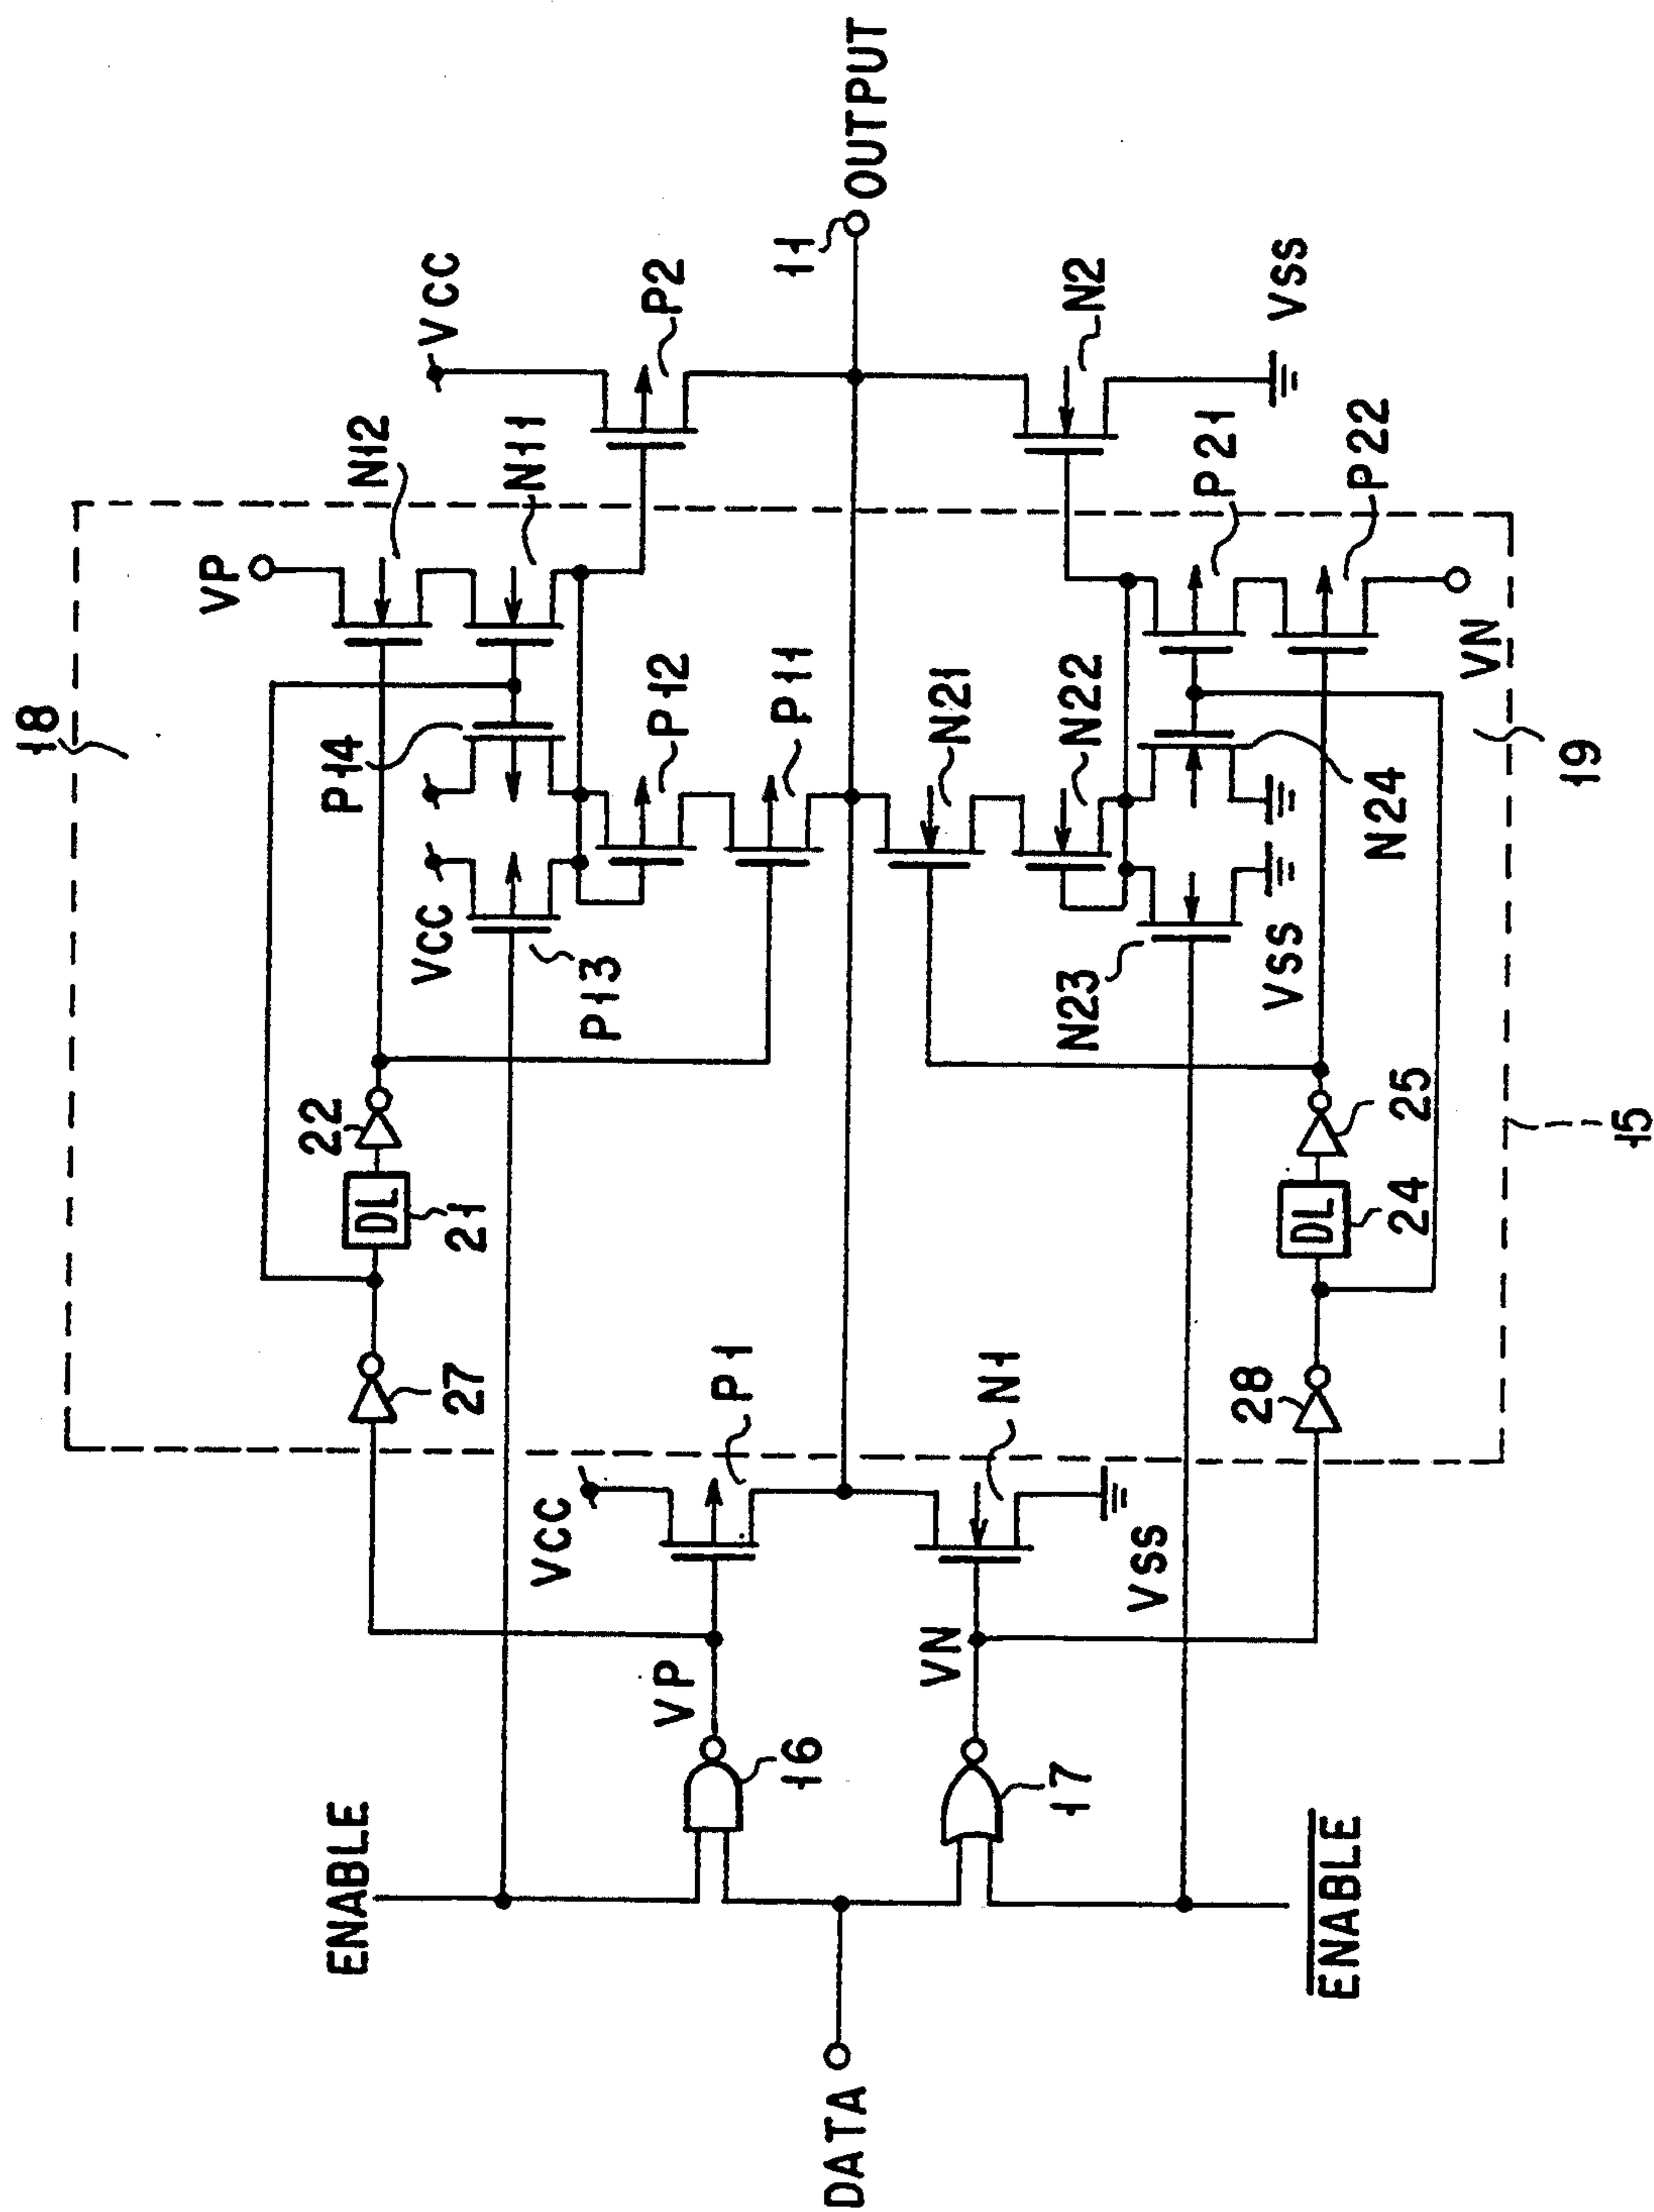 18
VP
N12
N11
VCC
P2
P14
P12
P11
VCC
P13
22
DL
21
27
VCC
P1
ENABLE
VP
16
DATA
11
OUTPUT
N21
N22
N2
VSS
P21
P22
VN
N24
19
N23
VSS
25
DL
24
15
28
N1
VSS
VN
17
ENABLE